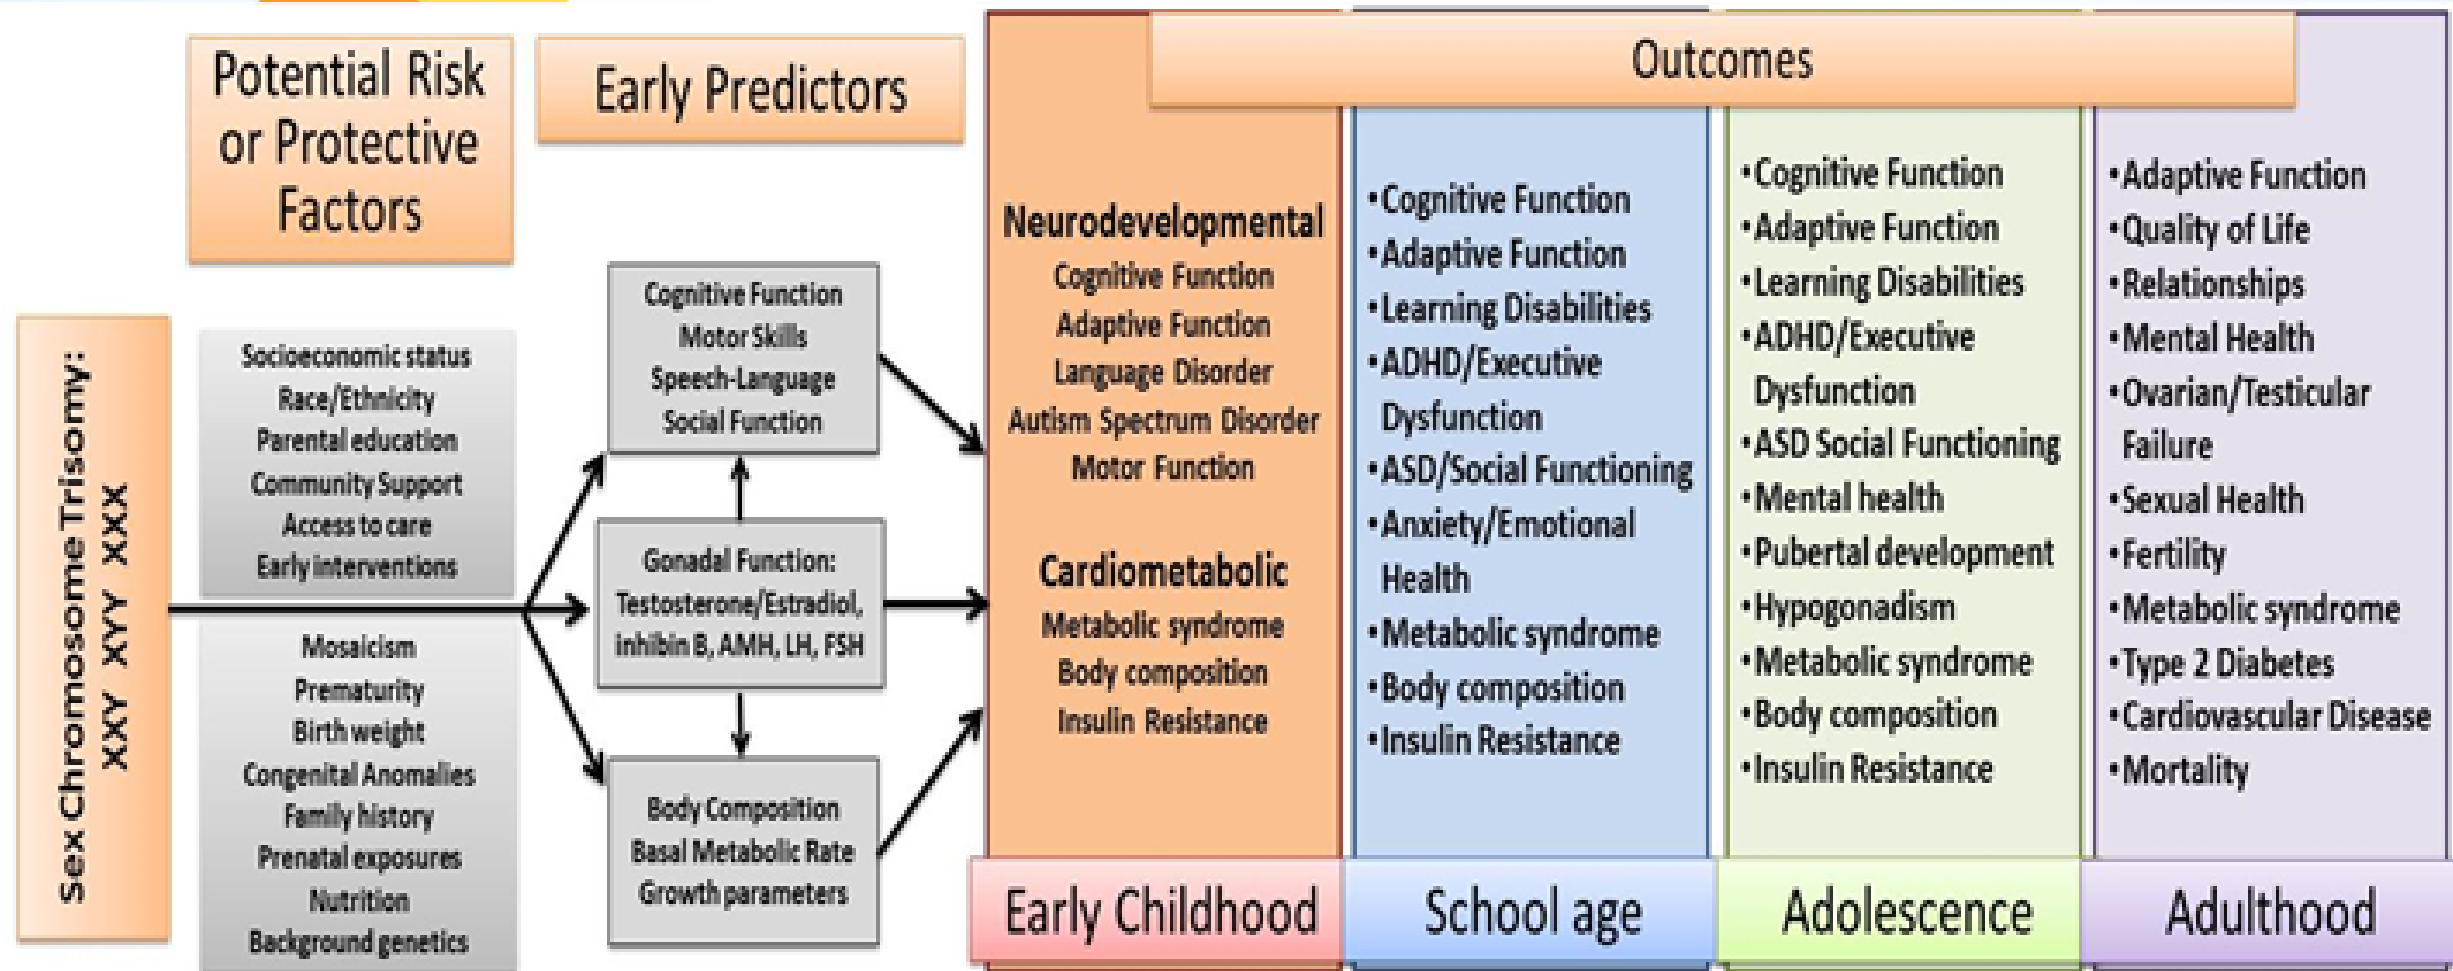 Potential Risk
or Protective
Factors
Early Predictors
Outcomes
Sex Chromosome Trisomy:
XXY XYY XXX
Socioeconomic status
Race/Ethnicity
Parental education
Community Support
Access to care
Early interventions
Mosaicism
Prematurity
Birth weight
Congenital Anomalies
Family history
Prenatal exposures
Nutrition
Background genetics
Cognitive Function
Motor Skills
Speech-Language
Social Function
Gonadal Function:
Testosterone/Estradiol,
inhibin B, AMH, LH, FSH
Body Composition
Basal Metabolic Rate
Growth parameters
Neurodevelopmental
Cognitive Function
Adaptive Function
Language Disorder
Autism Spectrum Disorder
Motor Function
Cardiometabolic
Metabolic syndrome
Body composition
Insulin Resistance
Early Childhood
•Cognitive Function
•Adaptive Function
•Learning Disabilities
•ADHD/Executive
Dysfunction
•ASD/Social Functioning
•Anxiety/Emotional
Health
•Metabolic syndrome
•Body composition
•Insulin Resistance
School age
•Cognitive Function
•Adaptive Function
•Learning Disabilities
•ADHD/Executive
Dysfunction
•ASD Social Functioning
•Mental health
•Pubertal development
•Hypogonadism
•Metabolic syndrome
•Body composition
•Insulin Resistance
Adolescence
•Adaptive Function
•Quality of Life
•Relationships
•Mental Health
•Ovarian/Testicular
Failure
•Sexual Health
•Fertility
•Metabolic syndrome
•Type 2 Diabetes
•Cardiovascular Disease
•Mortality
Adulthood